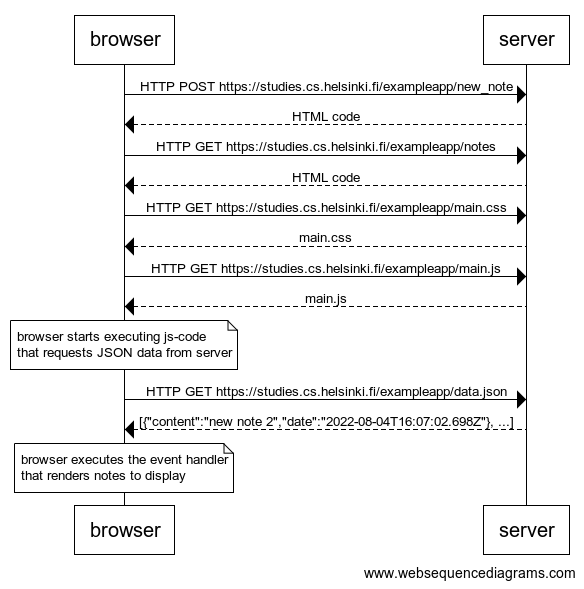 browser server
HTTP POST https://studies.cs.helsinki.fi/exampleapp/new_note
HTML code
HTTP GET https://studies.cs.helsinki.fi/exampleapp/notes
HTML code
HTTP GET https://studies.cs.helsinki.fi/exampleapp/main.css
main.css
HTTP GET https://studies.cs.helsinki.fi/exampleapp/main.js
main.js
browser starts executing js-code
that requests JSON data from server
HTTP GET https://studies.cs.helsinki.fi/exampleapp/data.json
[{"content":"new note 2","date":"2022-08-04T16:07:02.698Z"}, ...]
browser executes the event handler
that renders notes to display
browser server
www.websequencediagrams.com